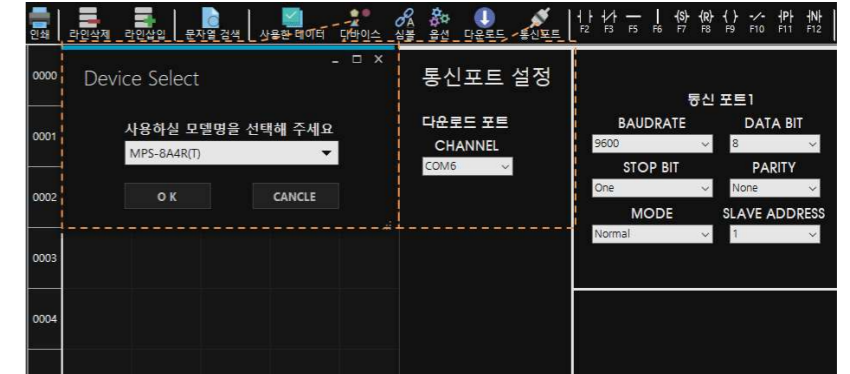 인쇄 라인삭제 라인삽입 문자열 검색 사용한 데이터 디바이스 심볼 옵션 다운로드 통신포트 F2 F3 F5 F6 F7 F8 F9 F10 F11 F12
0000
0001
0002
0003
0004
Device Select
사용하실 모델명을 선택해 주세요
MPS-8A4R(T)
O K CANCLE
통신포트 설정
다운로드 포트
CHANNEL
COM6
통신 포트1
BAUDRATE DATA BIT
9600 8
STOP BIT PARITY
One None
MODE SLAVE ADDRESS
Normal 1